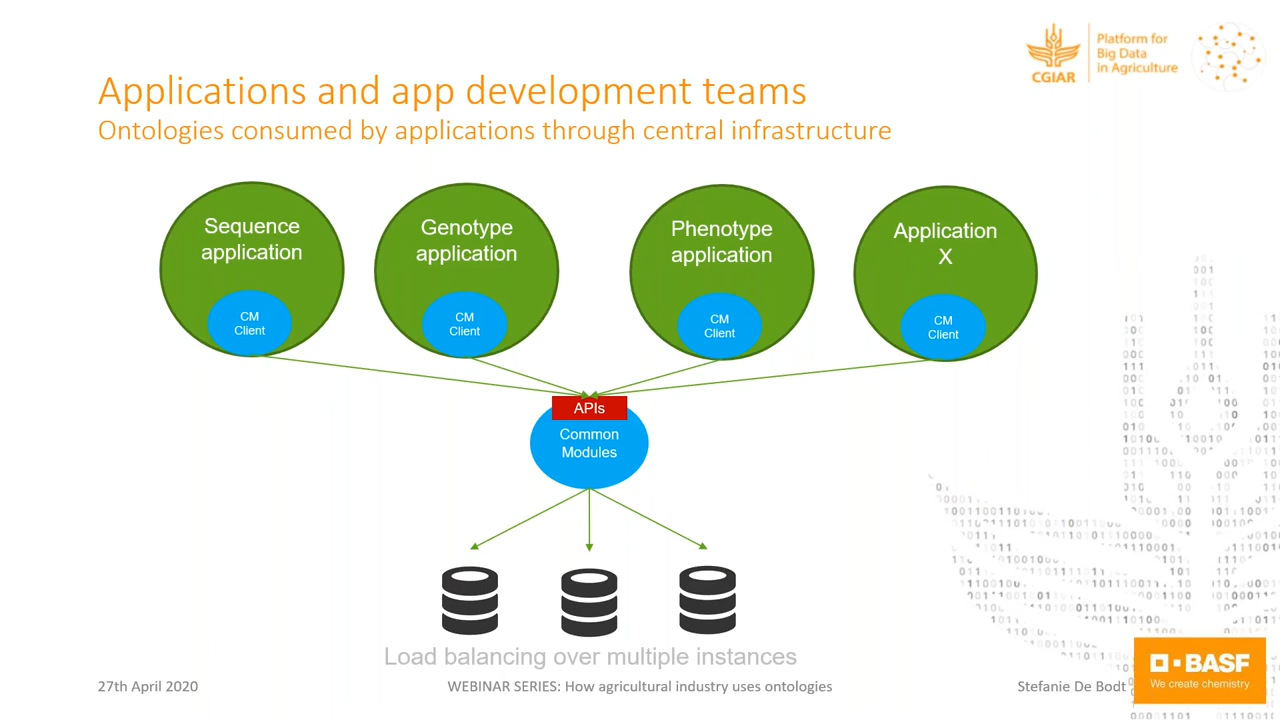 CGIAR
Platform for
Big Data
in Agriculture
Applications and app development teams
Ontologies consumed by applications through central infrastructure
Sequence
application
CM
Client
Genotype
application
CM
Client
Phenotype
application
CM
Client
Application
X
CM
Client
APIs
Common
Modules
Load balancing over multiple instances
27th April 2020
WEBINAR SERIES: How agricultural industry uses ontologies
Stefanie De Bodt
BASF
We create chemistry